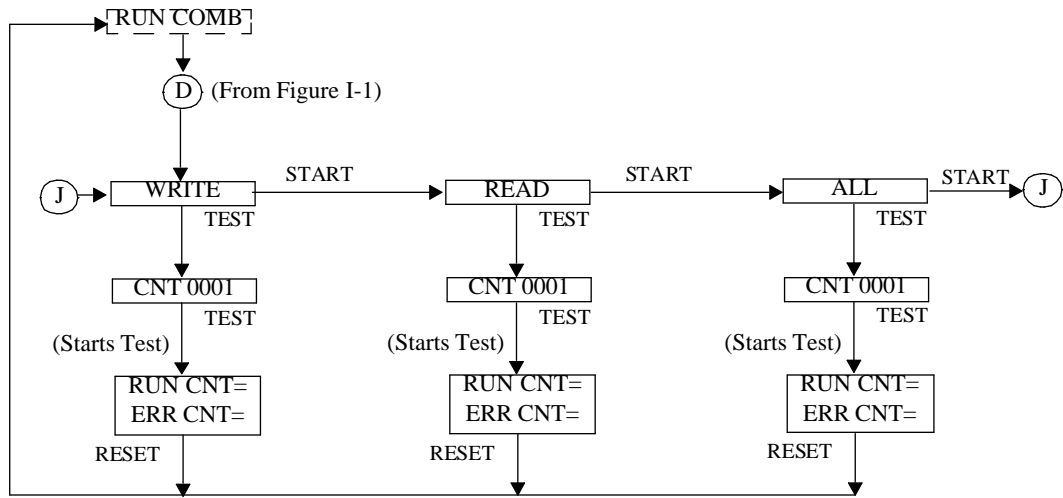 RUN COMB
D (From Figure I-1)
START START START
J WRITE READ ALL J
TEST TEST TEST
CNT 0001 CNT 0001 CNT 0001
TEST TEST TEST
(Starts Test) (Starts Test) (Starts Test)
RUN CNT= RUN CNT= RUN CNT=
ERR CNT= ERR CNT= ERR CNT=
RESET RESET RESET